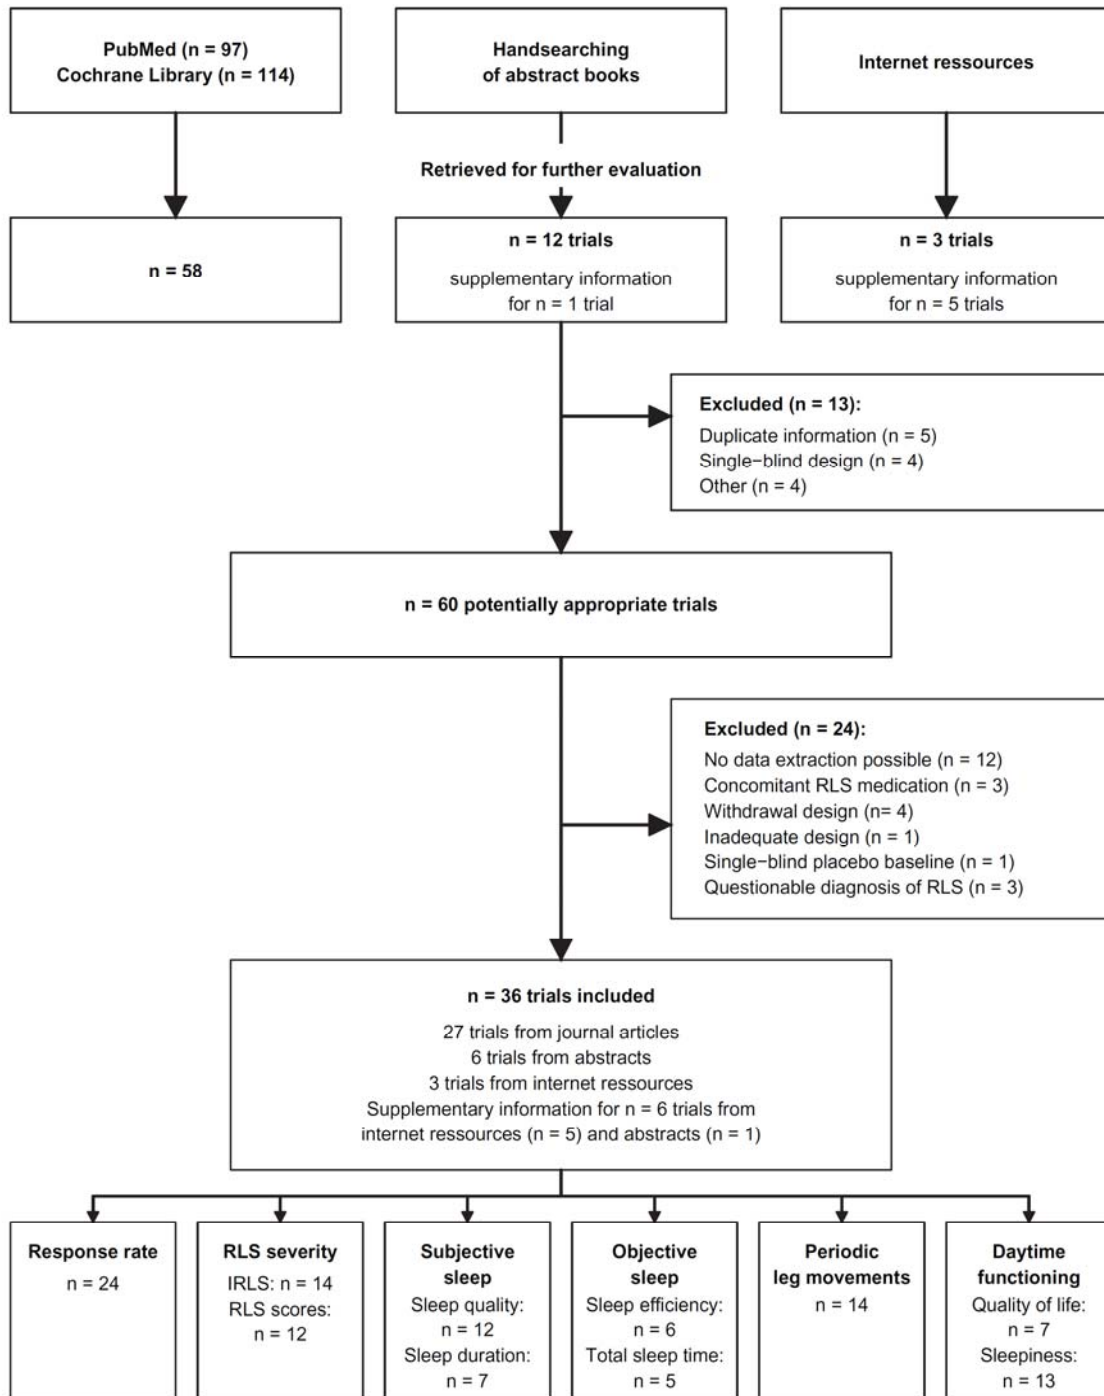 PubMed (n = 97)
Cochrane Library (n = 114)
Handsearching
of abstract books
Internet ressources
Retrieved for further evaluation
n = 58
n = 12 trials
supplementary information
for n = 1 trial
n = 3 trials
supplementary information
for n = 5 trials
Excluded (n = 13):
Duplicate information (n = 5)
Single−blind design (n = 4)
Other (n = 4)
n = 60 potentially appropriate trials
Excluded (n = 24):
No data extraction possible (n = 12)
Concomitant RLS medication (n = 3)
Withdrawal design (n= 4)
Inadequate design (n = 1)
Single−blind placebo baseline (n = 1)
Questionable diagnosis of RLS (n = 3)
n = 36 trials included
27 trials from journal articles
6 trials from abstracts
3 trials from internet ressources
Supplementary information for n = 6 trials from
internet ressources (n = 5) and abstracts (n = 1)
Response rate
n = 24
RLS severity
IRLS: n = 14
RLS scores:
n = 12
Subjective
sleep
Sleep quality:
n = 12
Sleep duration:
n = 7
Objective
sleep
Sleep efficiency:
n = 6
Total sleep time:
n = 5
Periodic
leg movements
n = 14
Daytime
functioning
Quality of life:
n = 7
Sleepiness:
n = 13